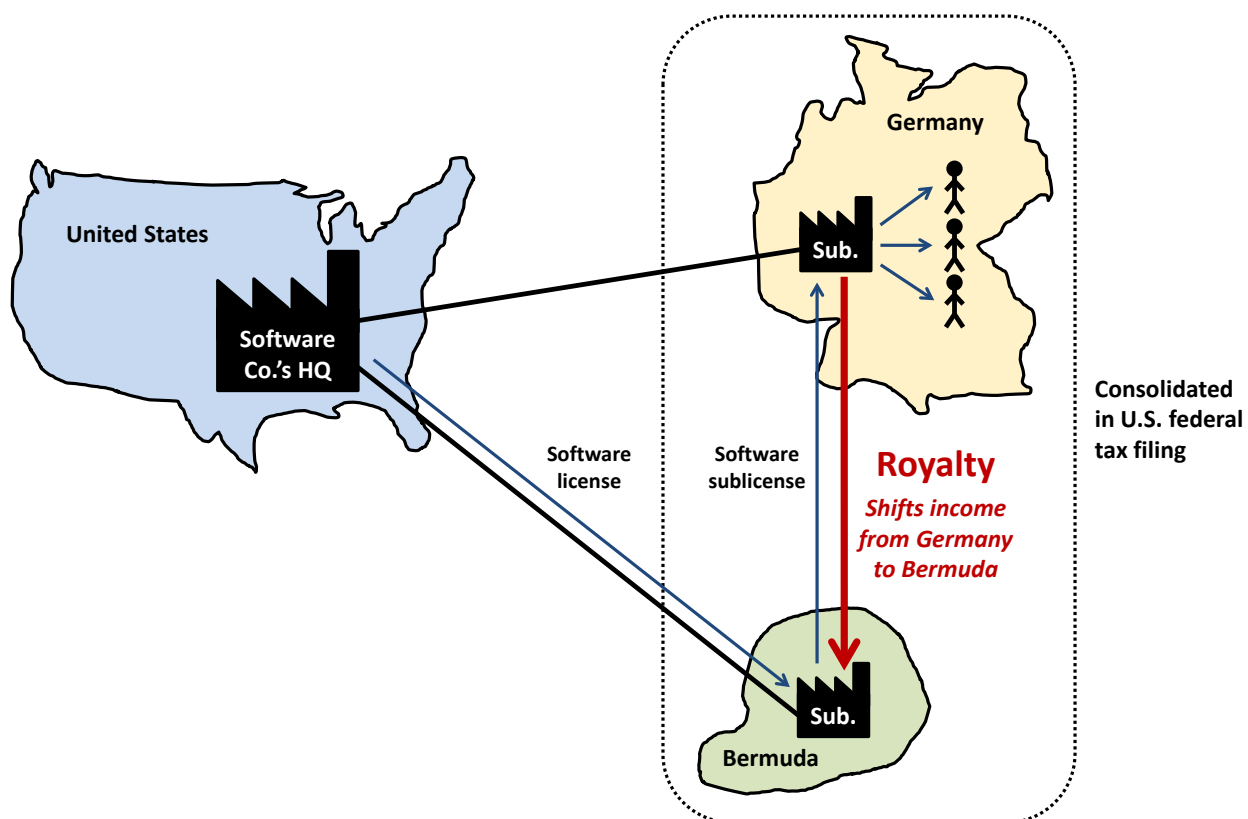 Germany
United States
Sub.
Software
Co.'s HQ
Consolidated
in U.S. federal
tax filing
Software
license
Software
sublicense
Royalty
Shifts income
from Germany
to Bermuda
Sub.
Bermuda